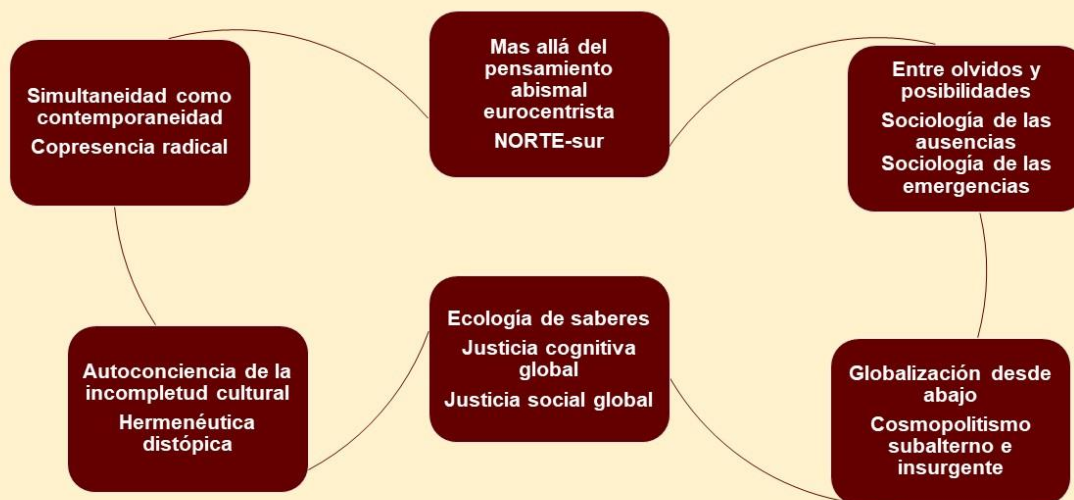 Mas allá del
pensamiento
abismal
eurocentrista
NORTE-sur
Entre olvidos y
posibilidades
Sociología de las
ausencias
Sociología de las
emergencias
Globalización desde
abajo
Cosmopolitismo
subalterno e
insurgente
Ecología de saberes
Justicia cognitiva
global
Justicia social global
Autoconciencia de la
incompletud cultural
Hermenéutica
distópica
Simultaneidad como
contemporaneidad
Copresencia radical